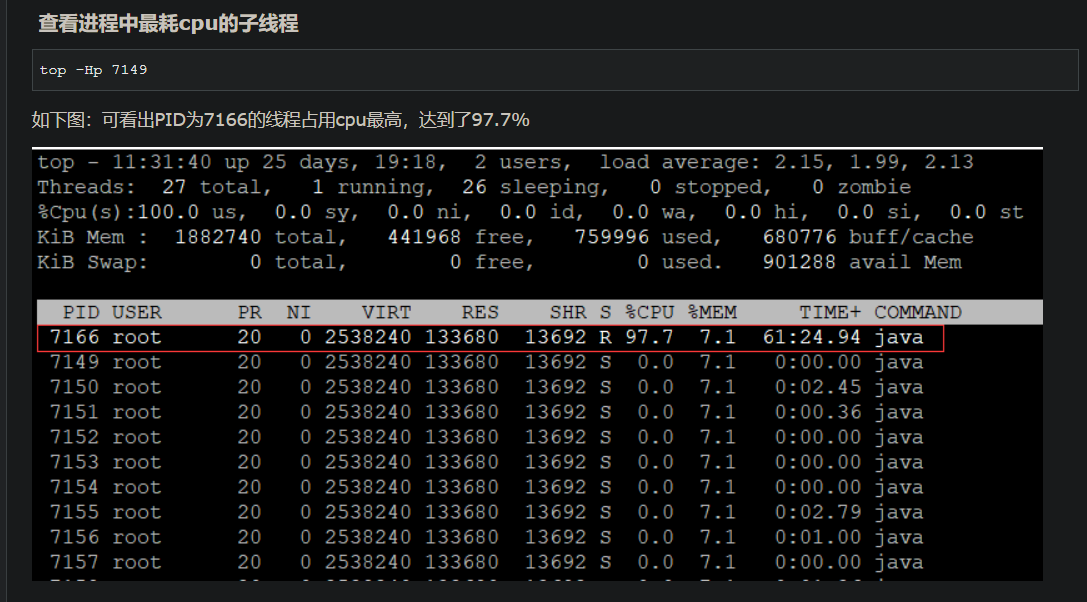 查看进程中最耗cpu的子线程
top -Hp 7149
如下图：可看出PID为7166的线程占用cpu最高，达到了97.7%
top - 11:31:40 up 25 days, 19:18,  2 users,  load average: 2.15, 1.99, 2.13
Threads:  27 total,   1 running,  26 sleeping,   0 stopped,   0 zombie
%Cpu(s):100.0 us,  0.0 sy,  0.0 ni,  0.0 id,  0.0 wa,  0.0 hi,  0.0 si,  0.0 st
KiB Mem :  1882740 total,   441968 free,   759996 used,   680776 buff/cache
KiB Swap:        0 total,        0 free,        0 used.   901288 avail Mem
PID USER      PR  NI    VIRT    RES    SHR S %CPU %MEM     TIME+ COMMAND
7166 root      20   0 2538240 133680  13692 R 97.7  7.1  61:24.94 java
7149 root      20   0 2538240 133680  13692 S  0.0  7.1   0:00.00 java
7150 root      20   0 2538240 133680  13692 S  0.0  7.1   0:02.45 java
7151 root      20   0 2538240 133680  13692 S  0.0  7.1   0:00.36 java
7152 root      20   0 2538240 133680  13692 S  0.0  7.1   0:00.00 java
7153 root      20   0 2538240 133680  13692 S  0.0  7.1   0:00.00 java
7154 root      20   0 2538240 133680  13692 S  0.0  7.1   0:00.00 java
7155 root      20   0 2538240 133680  13692 S  0.0  7.1   0:02.79 java
7156 root      20   0 2538240 133680  13692 S  0.0  7.1   0:01.00 java
7157 root      20   0 2538240 133680  13692 S  0.0  7.1   0:00.00 java